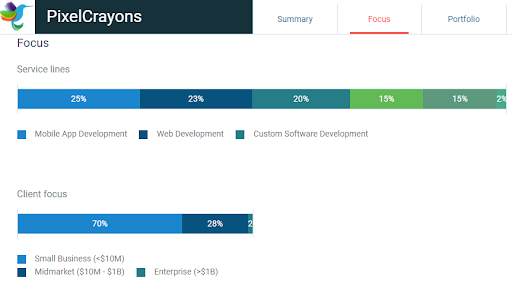 PixelCrayons
Summary
Focus
Portfolio
Focus
Service lines
25% 23% 20% 15% 15% 2%
Mobile App Development Web Development Custom Software Development
Client focus
70% 28% 2
Small Business (<$10M)
Midmarket ($10M - $1B) Enterprise (>$1B)